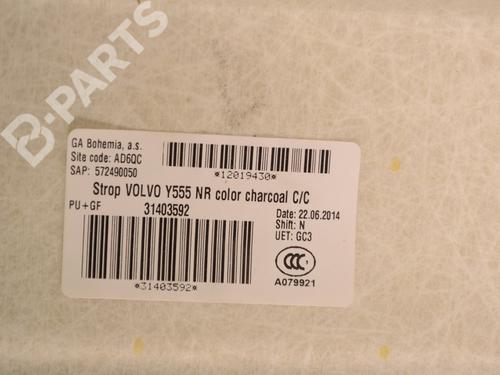 B-PARTS
GA Bohemia, a.s.
Site code: AD6QC
SAP: 572490050
*12019430*
Strop VOLVO Y555 NR color charcoal C/C
PU+GF
31403592
Date: 22.06.2014
Shift: N
UET: GC3
CCC
A079921
*31403592*